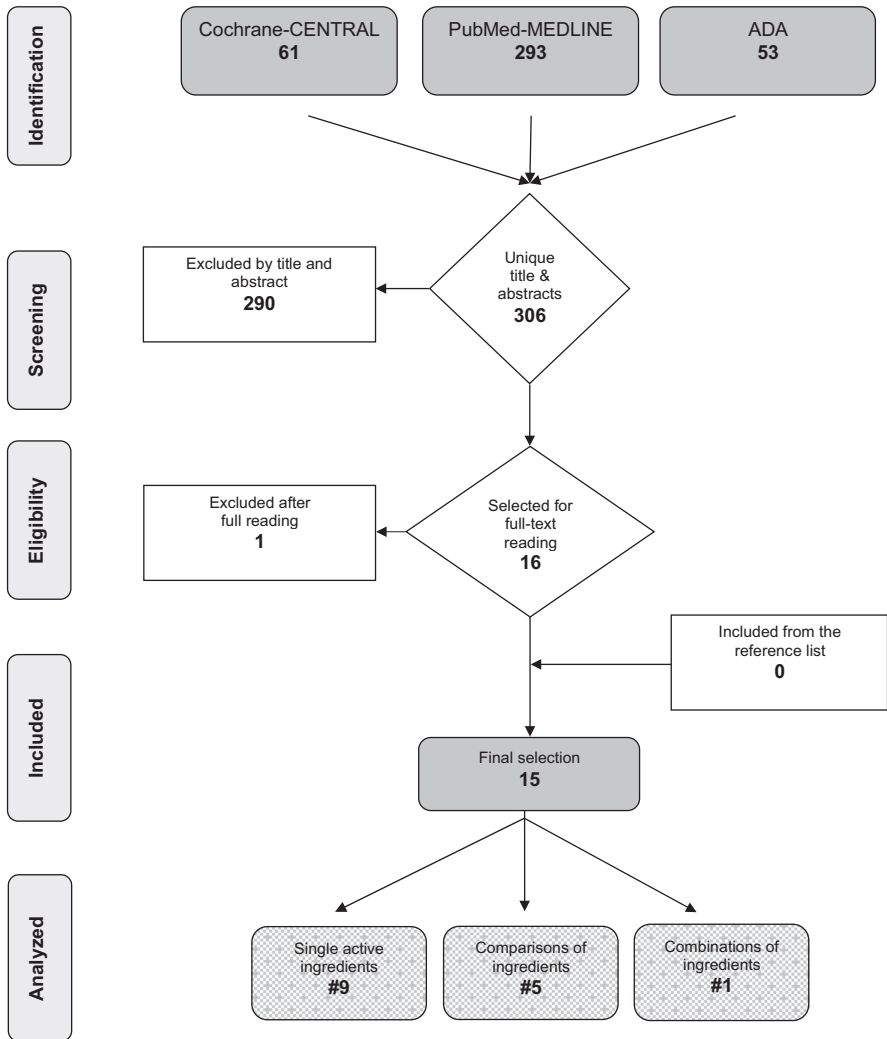 Identification
Cochrane-CENTRAL
61
PubMed-MEDLINE
293
ADA
53
Screening
Excluded by title and
abstract
290
Unique
title &
abstracts
306
Eligibility
Excluded after
full reading
1
Selected for
full-text
reading
16
Included from the
reference list
0
Included
Final selection
15
Analyzed
Single active
ingredients
#9
Comparisons of
ingredients
#5
Combinations of
ingredients
#1